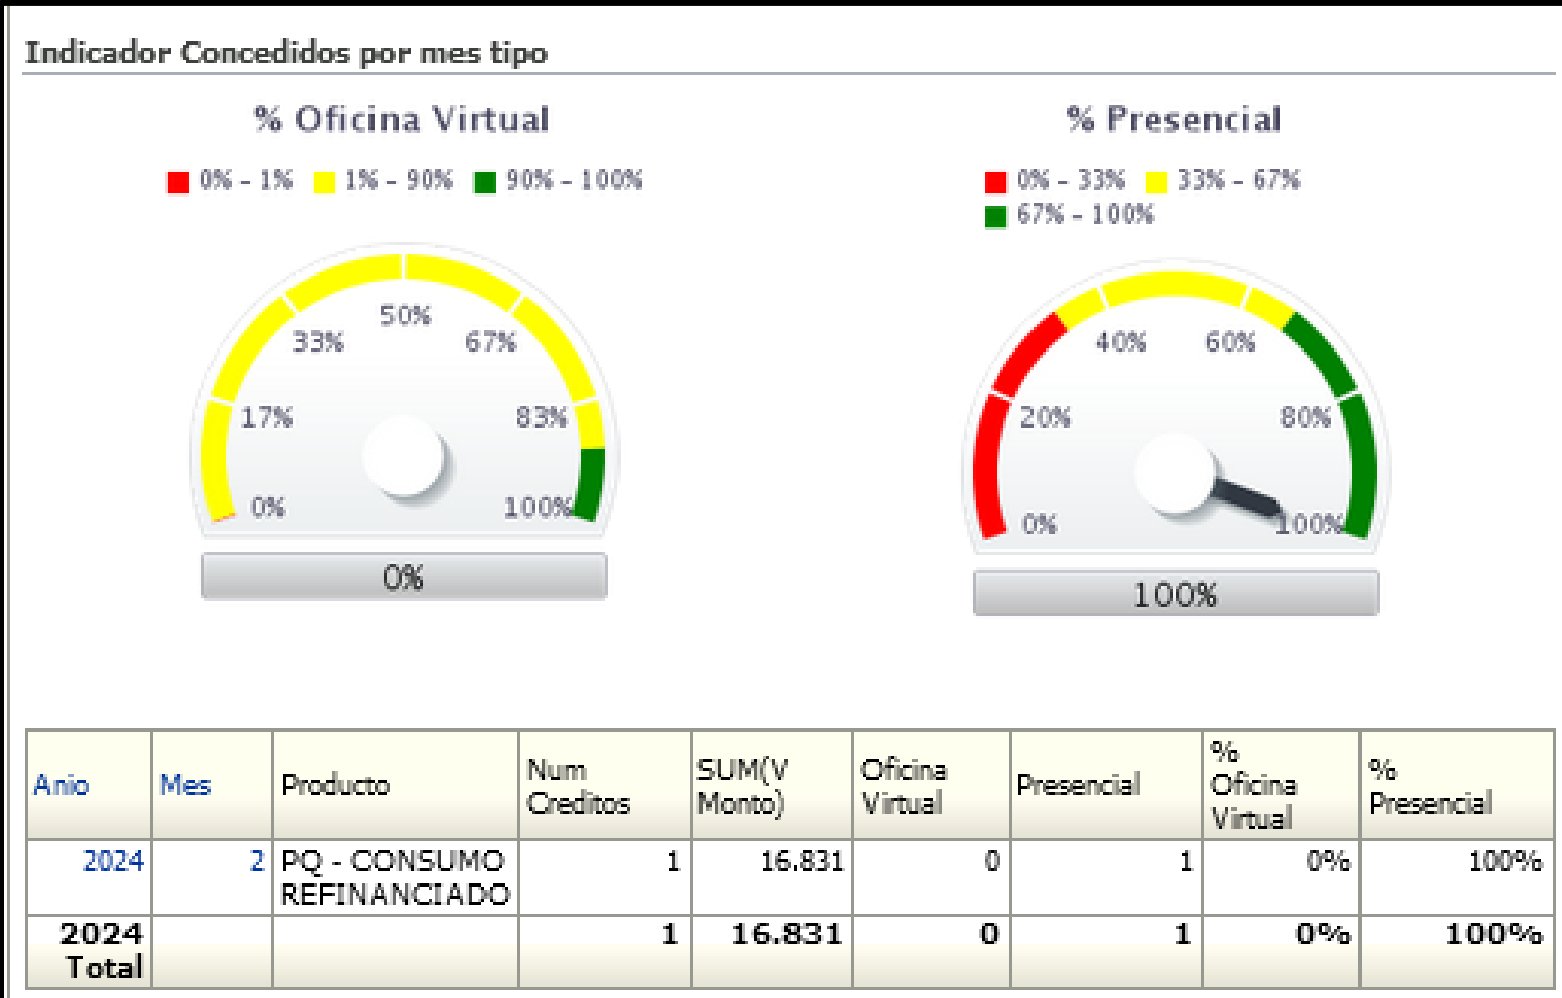 Indicador Concedidos por mes tipo
% Oficina Virtual
0% - 1% 1% - 90% 90% - 100%
0%
17%
33%
50%
67%
83%
100%
0%
% Presencial
0% - 33% 33% - 67%
67% - 100%
0%
20%
40%
60%
80%
100%
100%
Anio Mes Producto Num Creditos SUM(V Monto) Oficina Virtual Presencial % Oficina Virtual % Presencial
2024 2 PQ - CONSUMO REFINANCIADO 1 16.831 0 1 0% 100%
2024 Total 1 16.831 0 1 0% 100%